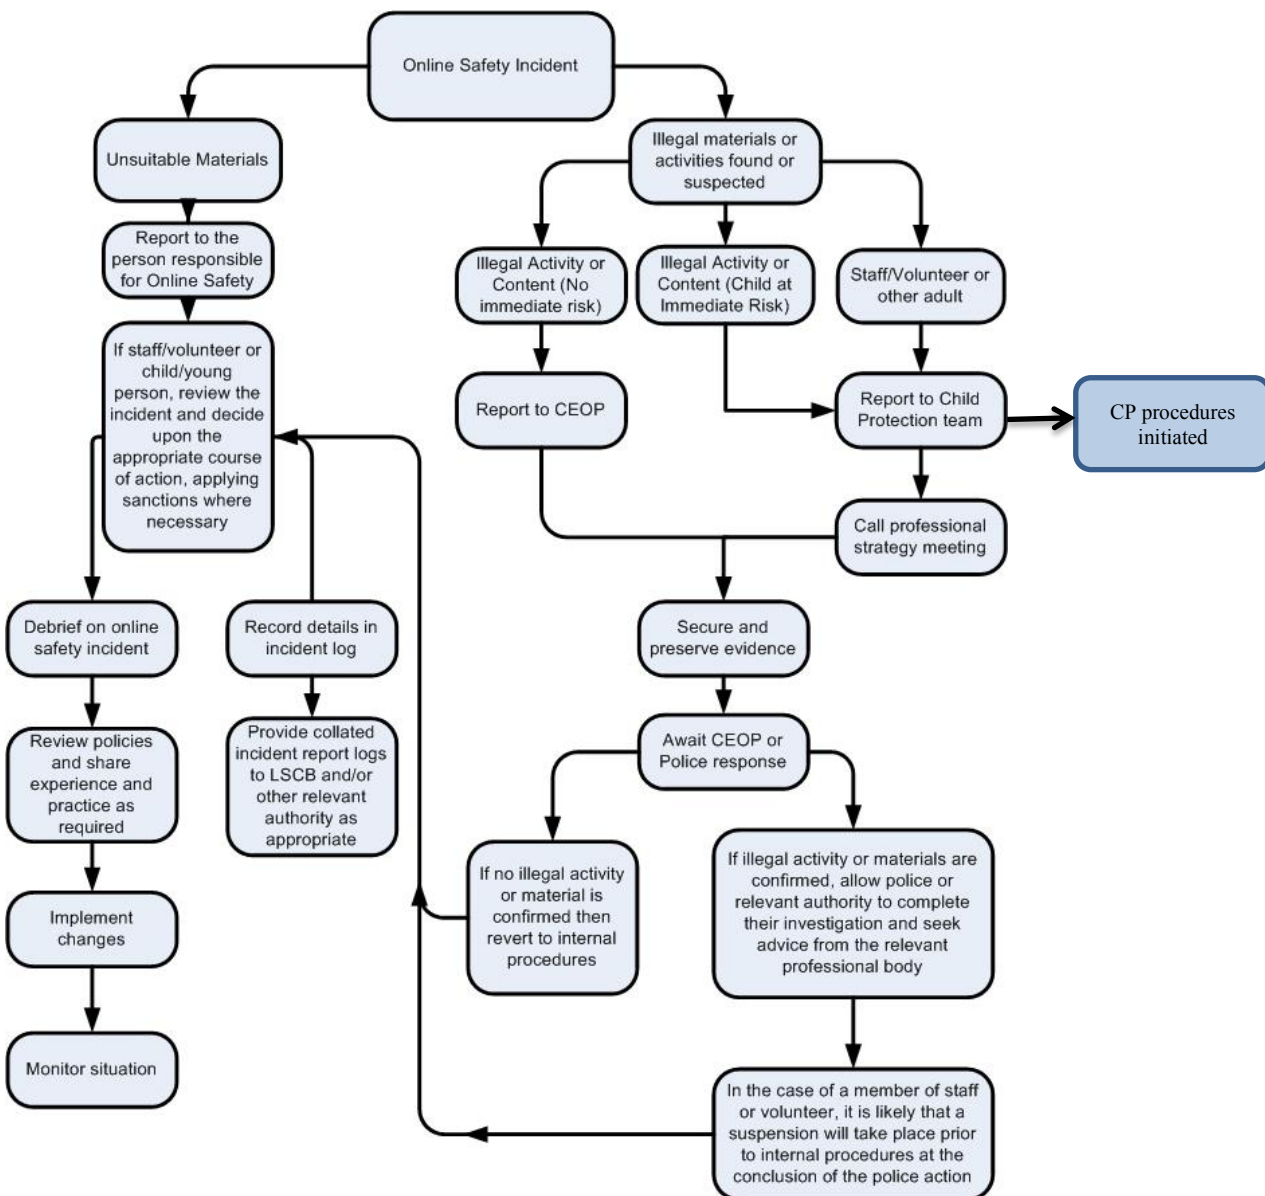 Online Safety Incident
Unsuitable Materials
Illegal materials or
activities found or
suspected
Report to the
person responsible
for Online Safety
Illegal Activity or
Content (No
immediate risk)
Illegal Activity or
Content (Child at
Immediate Risk)
Staff/Volunteer or
other adult
If staff/volunteer or
child/young
person, review the
incident and decide
upon the
appropriate course
of action, applying
sanctions where
necessary
Report to CEOP
Report to Child
Protection team
CP procedures
initiated
Call professional
strategy meeting
Debrief on online
safety incident
Record details in
incident log
Secure and
preserve evidence
Review policies
and share
experience and
practice as
required
Provide collated
incident report logs
to LSCB and/or
other relevant
authority as
appropriate
Await CEOP or
Police response
If no illegal activity
or material is
confirmed then
revert to internal
procedures
If illegal activity or materials are
confirmed, allow police or
relevant authority to complete
their investigation and seek
advice from the relevant
professional body
Implement
changes
Monitor situation
In the case of a member of staff
or volunteer, it is likely that a
suspension will take place prior
to internal procedures at the
conclusion of the police action